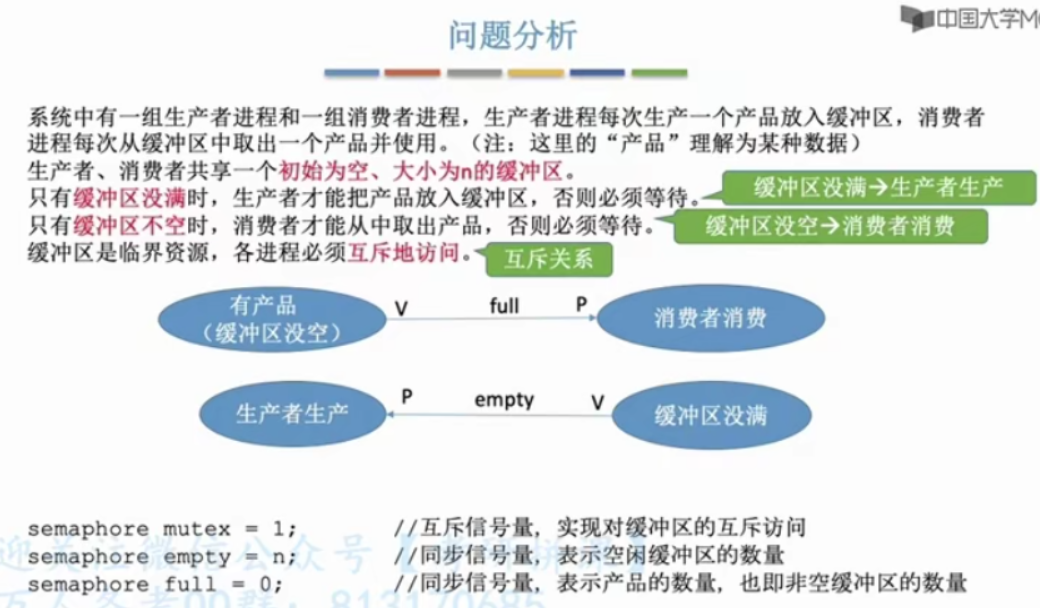 中国大学M
问题分析
系统中有一组生产者进程和一组消费者进程，生产者进程每次生产一个产品放入缓冲区，消费者
进程每次从缓冲区中取出一个产品并使用。（注：这里的“产品”理解为某种数据）
生产者、消费者共享一个初始为空、大小为n的缓冲区。
只有缓冲区没满时，生产者才能把产品放入缓冲区，否则必须等待。 缓冲区没满→生产者生产
只有缓冲区不空时，消费者才能从中取出产品，否则必须等待。 缓冲区没空→消费者消费
缓冲区是临界资源，各进程必须互斥地访问。 互斥关系
有产品
（缓冲区没空）
V full P
消费者消费
生产者生产
P empty V
缓冲区没满
semaphore mutex = 1; //互斥信号量，实现对缓冲区的互斥访问
semaphore empty = n; //同步信号量，表示空闲缓冲区的数量
semaphore full = 0; //同步信号量，表示产品的数量，也即非空缓冲区的数量